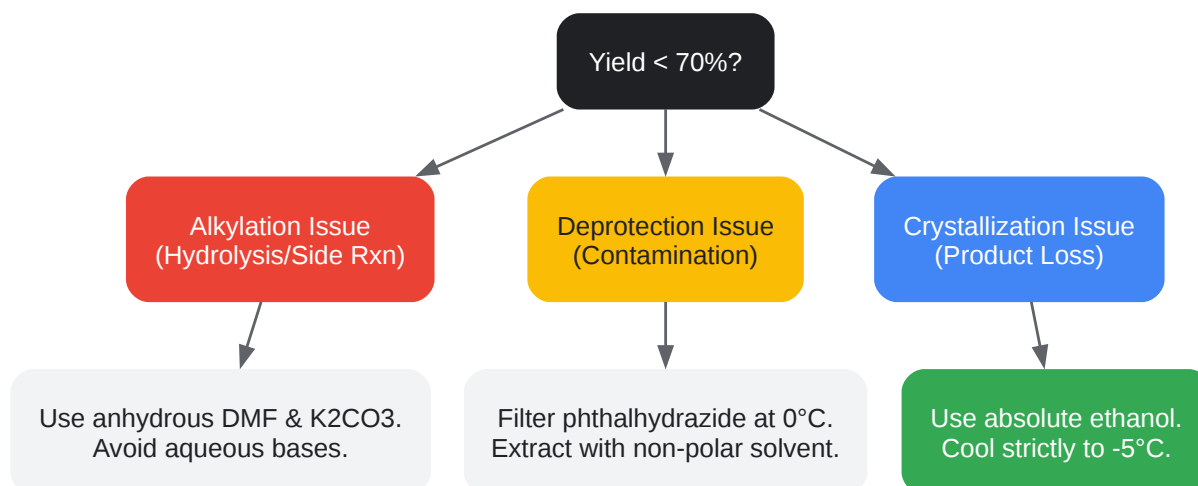 Yield < 70%?
Alkylation Issue
(Hydrolysis/Side Rxn)
Deprotection Issue
(Contamination)
Crystallization Issue
(Product Loss)
Use anhydrous DMF & K2CO3.
Avoid aqueous bases.
Filter phthalhydrazide at 0°C.
Extract with non-polar solvent.
Use absolute ethanol.
Cool strictly to -5°C.